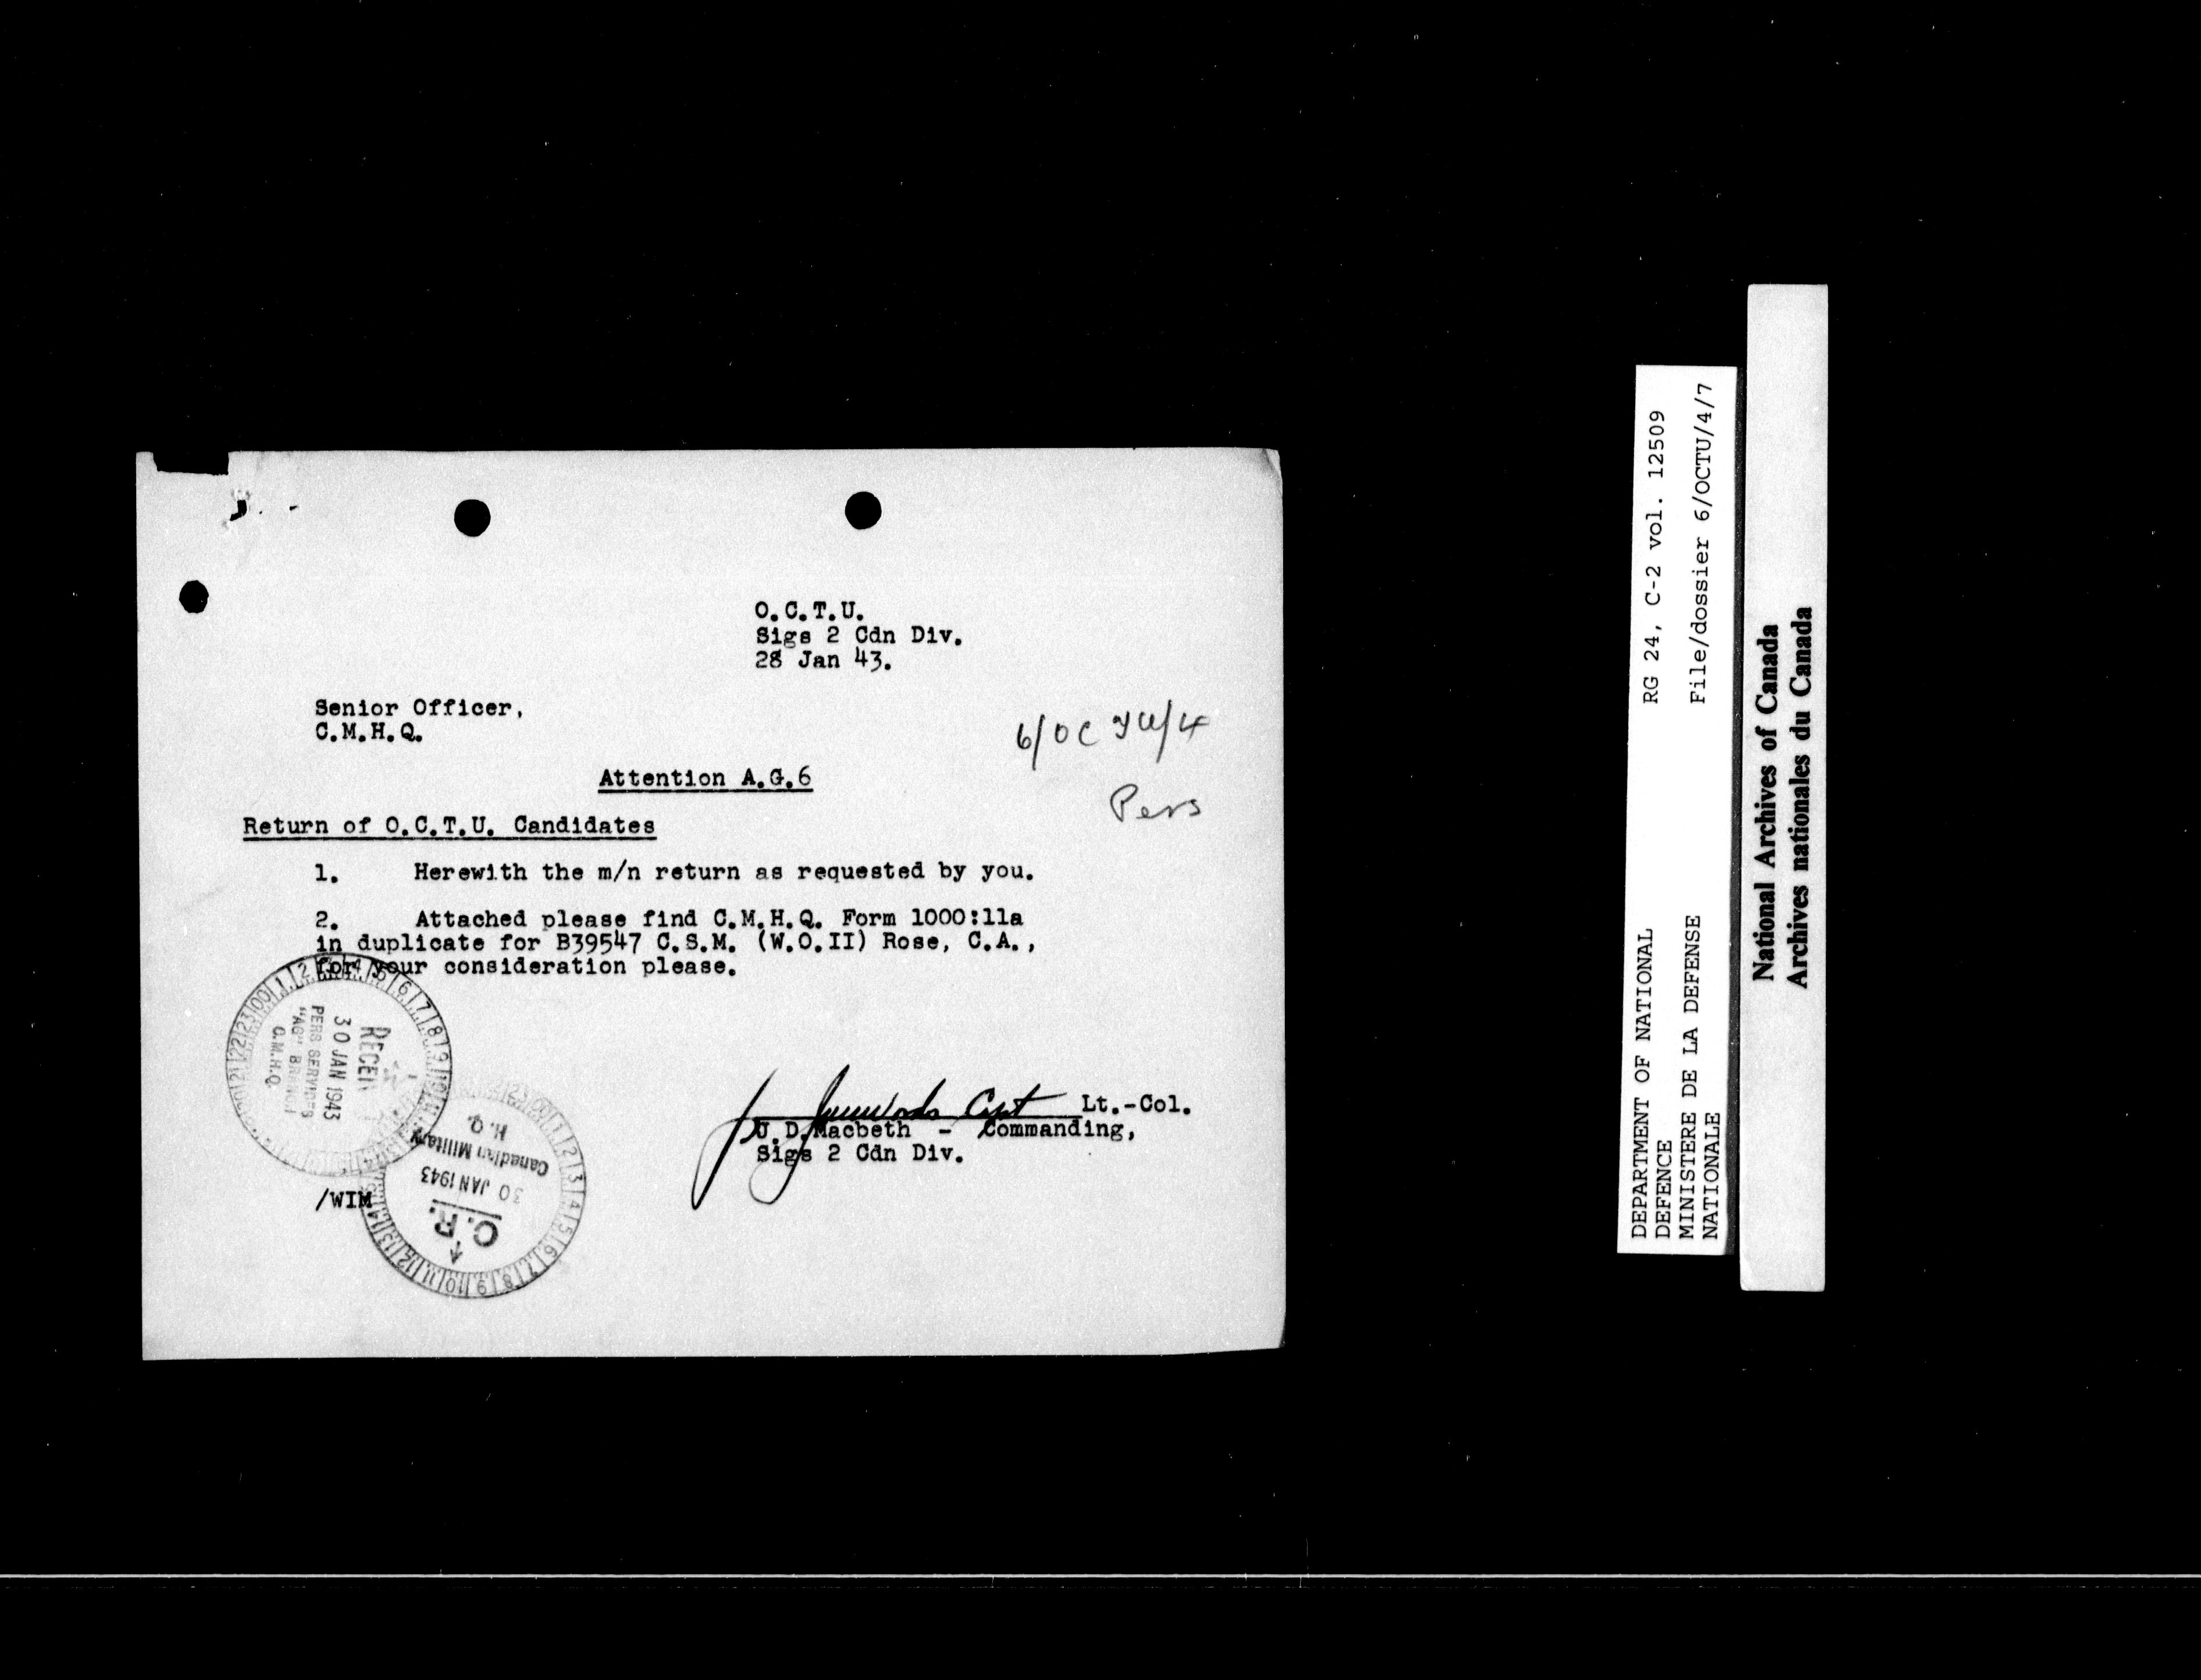 O.C.T.U.
Sigs 2 Cdn Div.
28 Jan 43.
Senior Officer,
C.M.H.Q.
6/OCTU/4
Pers
Attention A.G.6
Return of O.C.T.U. Candidates
1. Herewith the m/n return as requested by you.
2. Attached please find C.M.H.Q. Form 1000:11a
in duplicate for B39547 C.S.M. (W.O.II) Rose, C.A.,
for your consideration please.
Capt Lt.-Col.
D. Macbeth - Commanding,
Sigs 2 Cdn Div.
/WIM
30 JAN 1943
PERS SERVICES
"AG" BRANCH
C.M.H.Q.
C.R.
30 JAN 1943
Canadian Military
H.Q.
DEPARTMENT OF NATIONAL
DEFENCE
MINISTERE DE LA DEFENSE
NATIONALE
RG 24, C-2 vol. 12509
File/dossier 6/OCTU/4/7
National Archives of Canada
Archives nationales du Canada